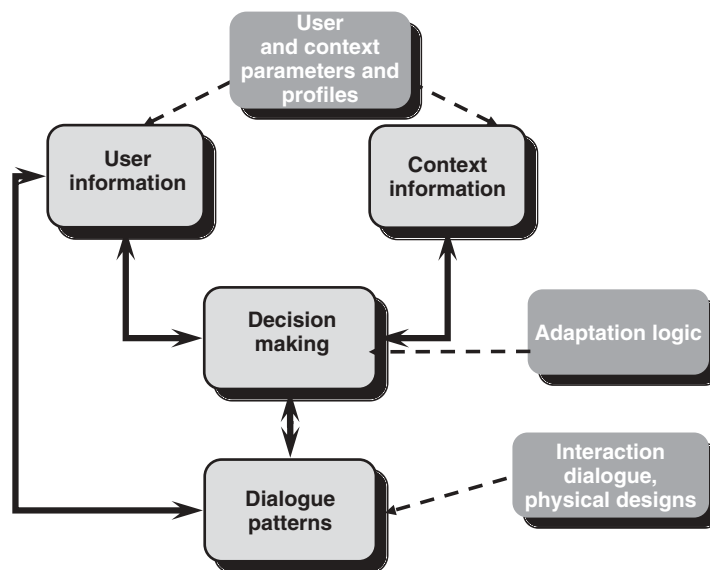 User
and context
parameters and
profiles
User
information
Context
information
Decision
making
Adaptation logic
Interaction
dialogue,
physical designs
Dialogue
patterns